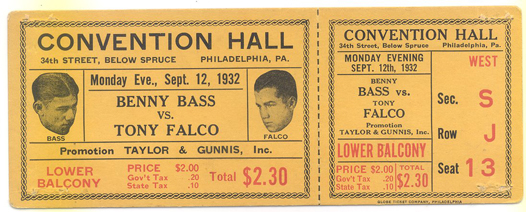 CONVENTION HALL
34TH STREET, BELOW SPRUCE PHILADELPHIA, PA.
Monday Eve., Sept. 12, 1932
BENNY BASS
VS.
TONY FALCO
BASS
FALCO
Promotion TAYLOR & GUNNIS, Inc.
LOWER
BALCONY
PRICE $2.00
Gov't Tax .20
State Tax .10
Total $2.30
CONVENTION HALL
34th Street, Below Spruce Philadelphia, Pa.
MONDAY EVENING
SEPT. 12th, 1932
WEST
BENNY
BASS vs.
TONY
FALCO
Promotion
TAYLOR & GUNNIS, Inc.
LOWER BALCONY
PRICE $2.00
Gov't Tax .20
State Tax .10
TOTAL
$2.30
Sec. S
Row J
Seat 13
GLOBE TICKET COMPANY, PHILADELPHIA